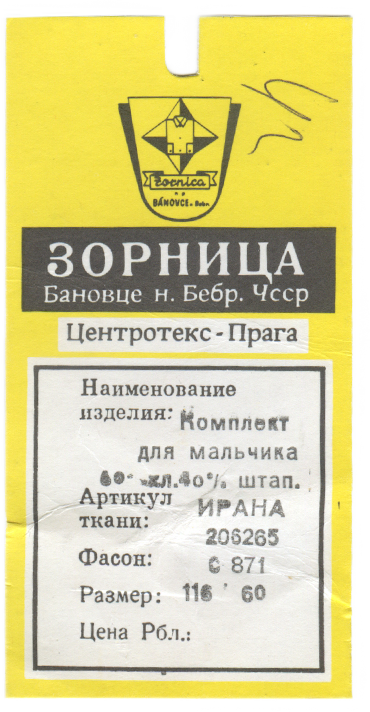 Zornica
n.p.
BÁNOVCE n. Bebr.
ЗОРНИЦА
Бановце н. Бебр. Чсср
Центротекс - Прага
Наименование
изделия: Комплект
для мальчика
60% хл.40% штап.
Артикул
ткани: ИРАНА
206265
Фасон: С 871
Размер: 116 60
Цена Рбл.: